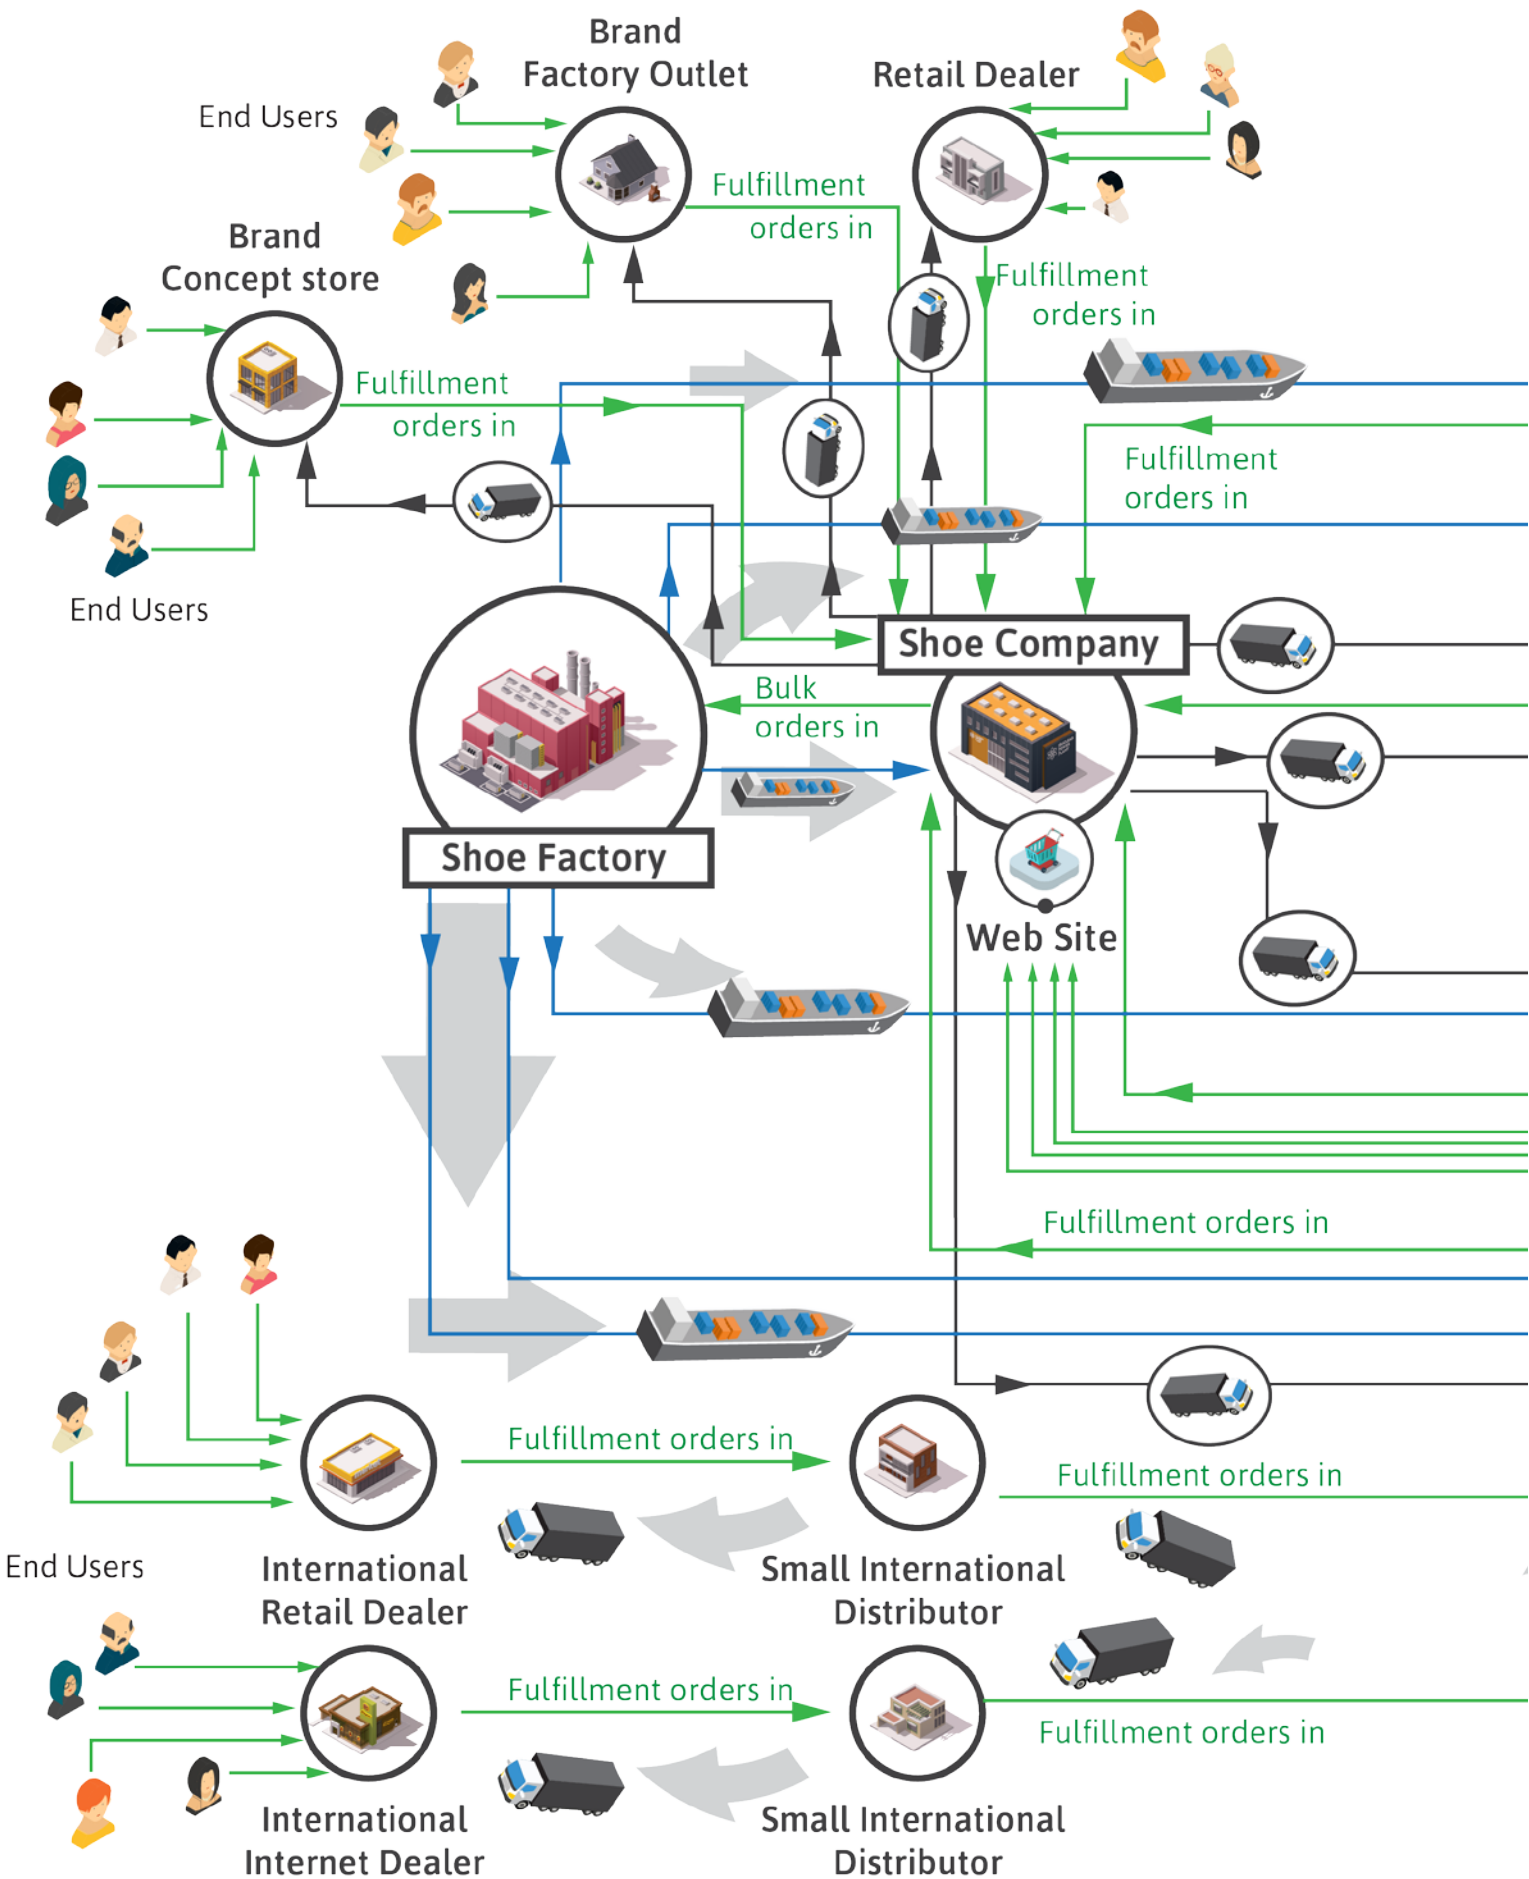 Brand
Factory Outlet
Retail Dealer
End Users
Fulfillment
orders in
Brand
Concept store
Fulfillment
orders in
Fulfillment
orders in
Fulfillment
orders in
End Users
Shoe Company
Bulk
orders in
Shoe Factory
Web Site
Fulfillment orders in
Fulfillment orders in
Fulfillment orders in
End Users
International
Retail Dealer
Small International
Distributor
Fulfillment orders in
Fulfillment orders in
International
Internet Dealer
Small International
Distributor